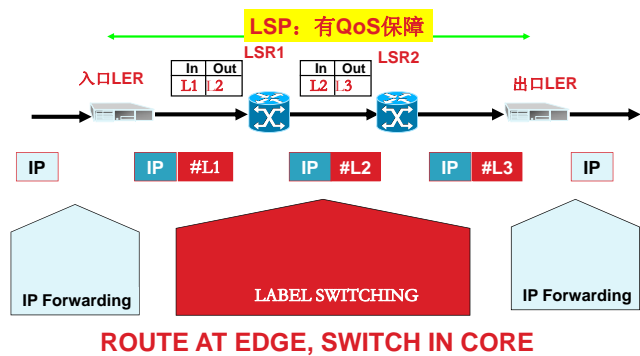 LSP：有QoS保障
LSR1
LSR2
In Out
L1 L2
In Out
L2 L3
入口LER
出口LER
IP
IP #L1
IP #L2
IP #L3
IP
IP Forwarding
LABEL SWITCHING
IP Forwarding
ROUTE AT EDGE, SWITCH IN CORE